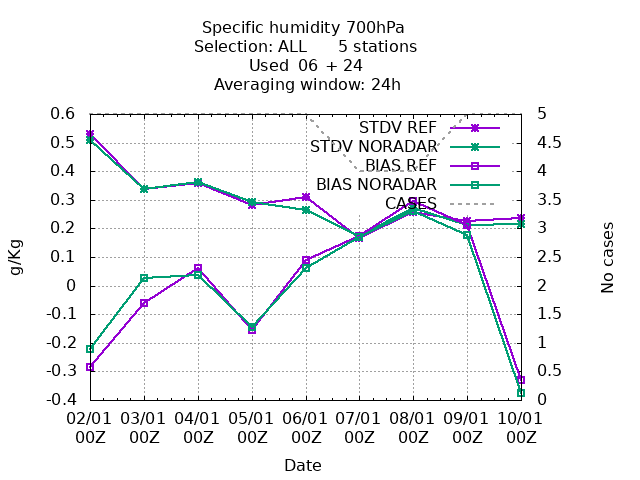 Specific humidity 700hPa
Selection: ALL 5 stations
Used 06 + 24
Averaging window: 24h
STDV REF
STDV NORADAR
BIAS REF
BIAS NORADAR
CASES
0.6
0.5
0.4
0.3
0.2
0.1
0
-0.1
-0.2
-0.3
-0.4
g/Kg
5
4.5
4
3.5
3
2.5
2
1.5
1
0.5
0
No cases
02/01 03/01 04/01 05/01 06/01 07/01 08/01 09/01 10/01
00Z 00Z 00Z 00Z 00Z 00Z 00Z 00Z 00Z
Date